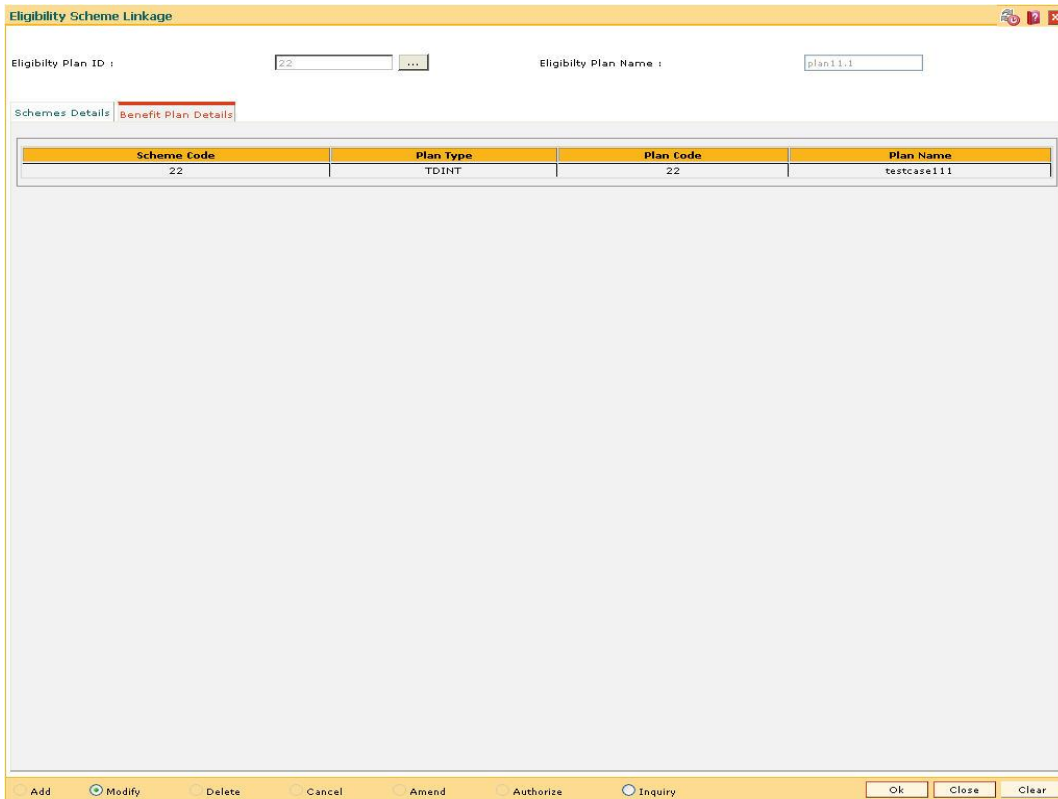 Eligibility Scheme Linkage
Eligibilty Plan ID : 22 ... Eligibilty Plan Name : plan11.1
Schemes Details Benefit Plan Details
Scheme Code Plan Type Plan Code Plan Name
22 TDINT 22 testcase111
Add Modify Delete Cancel Amend Authorize Inquiry Ok Close Clear